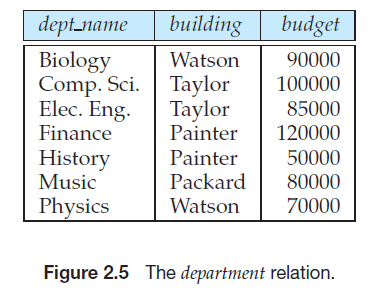 dept_name building budget
Biology Watson 90000
Comp. Sci. Taylor 100000
Elec. Eng. Taylor 85000
Finance Painter 120000
History Painter 50000
Music Packard 80000
Physics Watson 70000
Figure 2.5 The department relation.